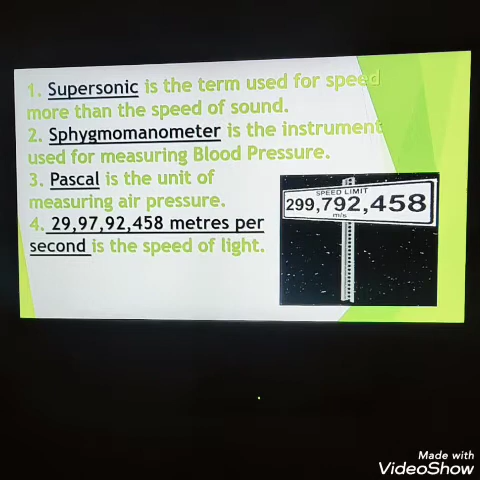 1. Supersonic is the term used for speed
more than the speed of sound.
2. Sphygmomanometer is the instrument
used for measuring Blood Pressure.
3. Pascal is the unit of
measuring air pressure.
4. 29,97,92,458 metres per
second is the speed of light.
SPEED LIMIT
299,792,458
m/s
Made with
VideoShow